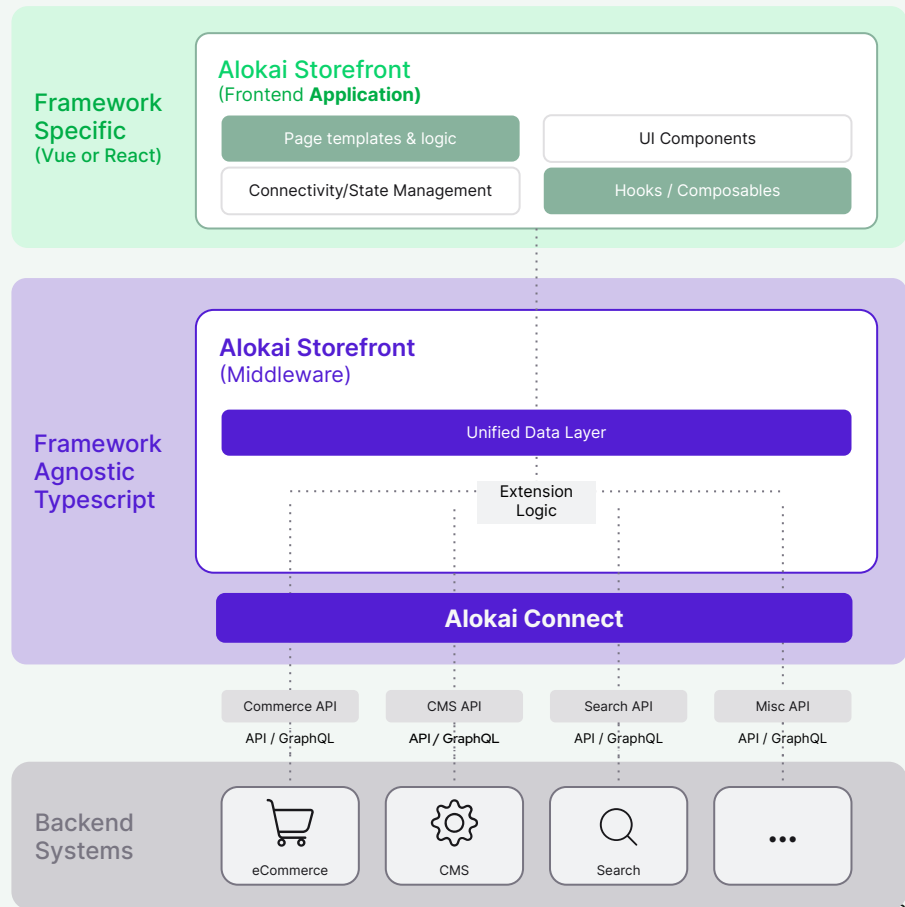 Framework
Specific
(Vue or React)
Alokai Storefront
(Frontend Application)
Page templates & logic
UI Components
Connectivity/State Management
Hooks / Composables
Framework
Agnostic
Typescript
Alokai Storefront
(Middleware)
Unified Data Layer
Extension
Logic
Alokai Connect
Commerce API
CMS API
Search API
Misc API
API / GraphQL
API / GraphQL
API / GraphQL
API / GraphQL
Backend
Systems
eCommerce
CMS
Search
...